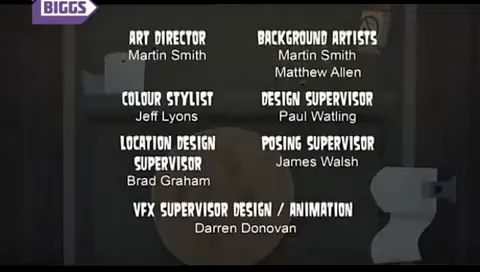 BIGGS
ART DIRECTOR
Martin Smith
BACKGROUND ARTISTS
Martin Smith
Matthew Allen
COLOUR STYLIST
Jeff Lyons
DESIGN SUPERVISOR
Paul Watling
LOCATION DESIGN
SUPERVISOR
Brad Graham
POSING SUPERVISOR
James Walsh
VFX SUPERVISOR DESIGN / ANIMATION
Darren Donovan